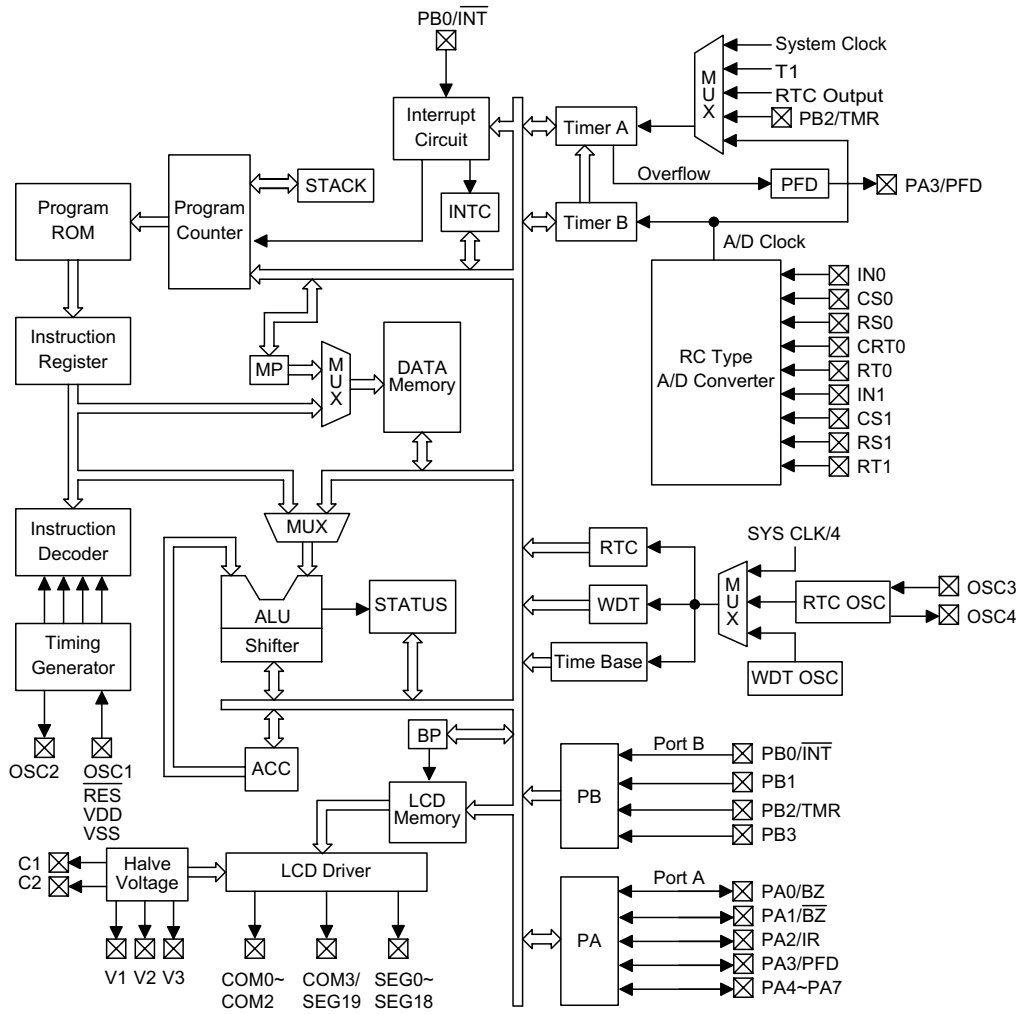 PB0/INT
System Clock
T1
RTC Output
PB2/TMR
MUX
Interrupt
Circuit
Timer A
Overflow
PFD
PA3/PFD
STACK
Program
ROM
Program
Counter
INTC
Timer B
A/D Clock
RC Type
A/D Converter
IN0
CS0
RS0
CRT0
RT0
IN1
CS1
RS1
RT1
Instruction
Register
MP
MUX
DATA
Memory
Instruction
Decoder
MUX
ALU
Shifter
STATUS
Timing
Generator
OSC2
OSC1
RES
VDD
VSS
ACC
RTC
WDT
Time Base
MUX
SYS CLK/4
RTC OSC
OSC3
OSC4
WDT OSC
BP
LCD
Memory
PB
Port B
PB0/INT
PB1
PB2/TMR
PB3
C1
C2
Halve
Voltage
LCD Driver
V1 V2 V3
COM0~
COM2
COM3/
SEG19
SEG0~
SEG18
PA
Port A
PA0/BZ
PA1/BZ
PA2/IR
PA3/PFD
PA4~PA7